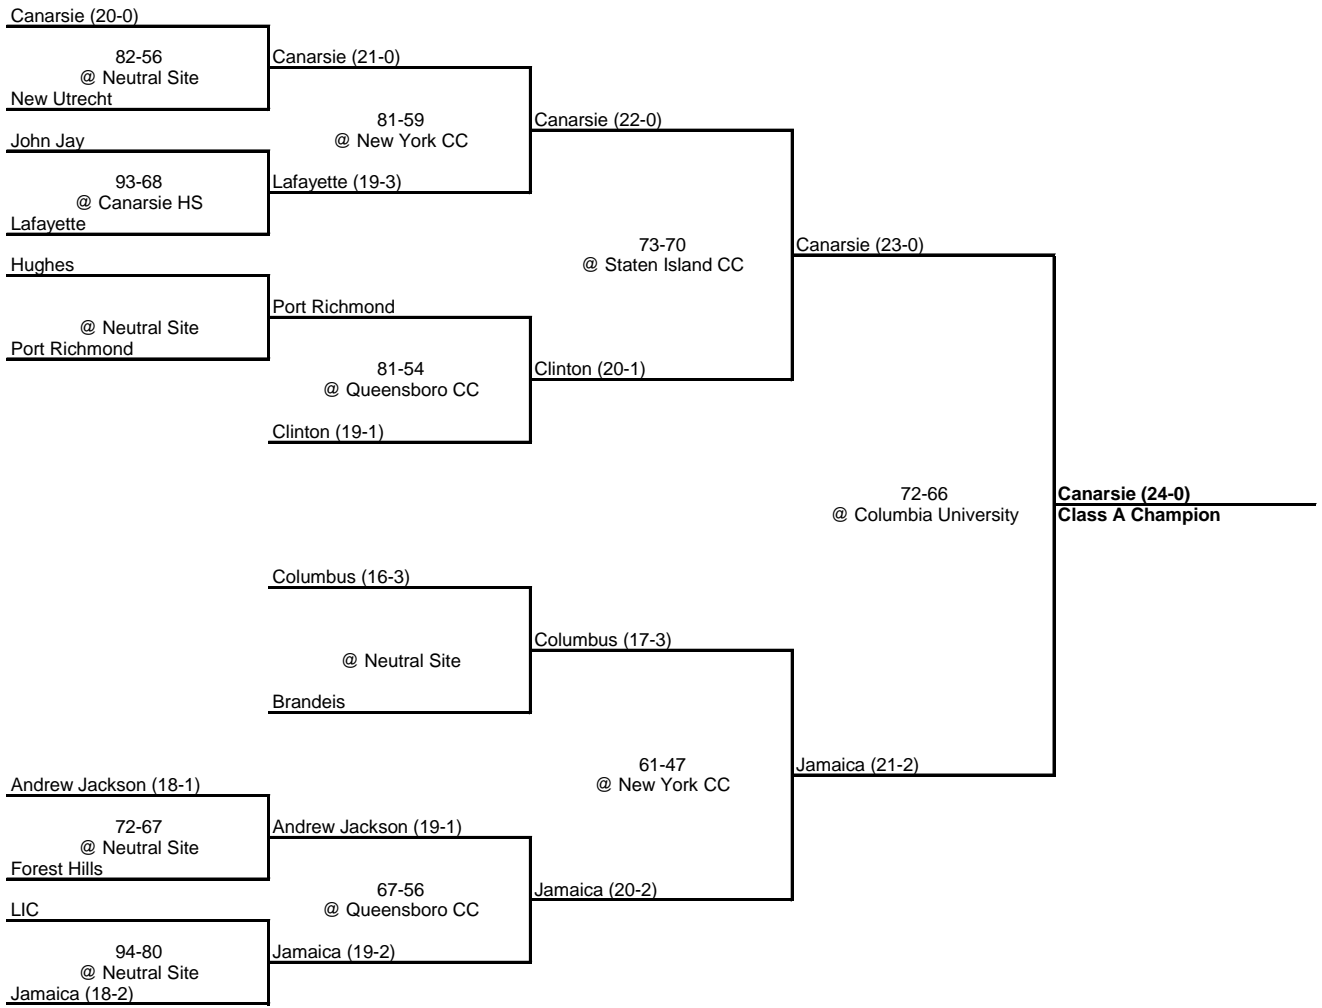 Canarsie (20-0)
82-56
@ Neutral Site
New Utrecht
Canarsie (21-0)
John Jay
93-68
@ Canarsie HS
Lafayette
81-59
@ New York CC
Lafayette (19-3)
Canarsie (22-0)
Hughes
@ Neutral Site
Port Richmond
Port Richmond
81-54
@ Queensboro CC
Clinton (19-1)
Clinton (20-1)
73-70
@ Staten Island CC
Canarsie (23-0)
72-66
@ Columbia University
Canarsie (24-0)
Class A Champion
Columbus (16-3)
@ Neutral Site
Brandeis
Columbus (17-3)
61-47
@ New York CC
Jamaica (21-2)
Andrew Jackson (18-1)
72-67
@ Neutral Site
Forest Hills
Andrew Jackson (19-1)
67-56
@ Queensboro CC
Jamaica (20-2)
LIC
94-80
@ Neutral Site
Jamaica (18-2)
Jamaica (19-2)